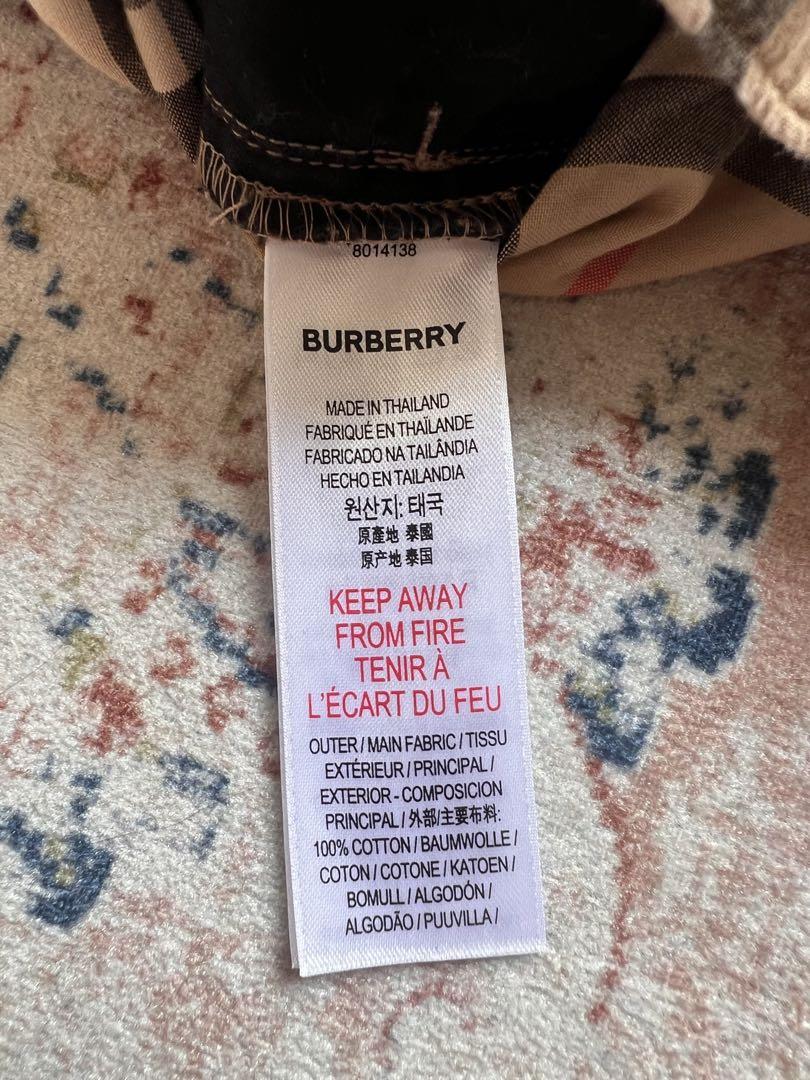 8014138
BURBERRY
MADE IN THAILAND
FABRIQUÉ EN THAÏLANDE
FABRICADO NA TAILÂNDIA
HECHO EN TAILANDIA
원산지: 태국
原產地 泰國
原产地 泰国
KEEP AWAY
FROM FIRE
TENIR À
L'ÉCART DU FEU
OUTER / MAIN FABRIC / TISSU
EXTÉRIEUR / PRINCIPAL /
EXTERIOR - COMPOSICION
PRINCIPAL / 外部/主要布料:
100% COTTON / BAUMWOLLE /
COTON / COTONE / KATOEN /
BOMULL / ALGODÓN /
ALGODÃO / PUUVILLA /